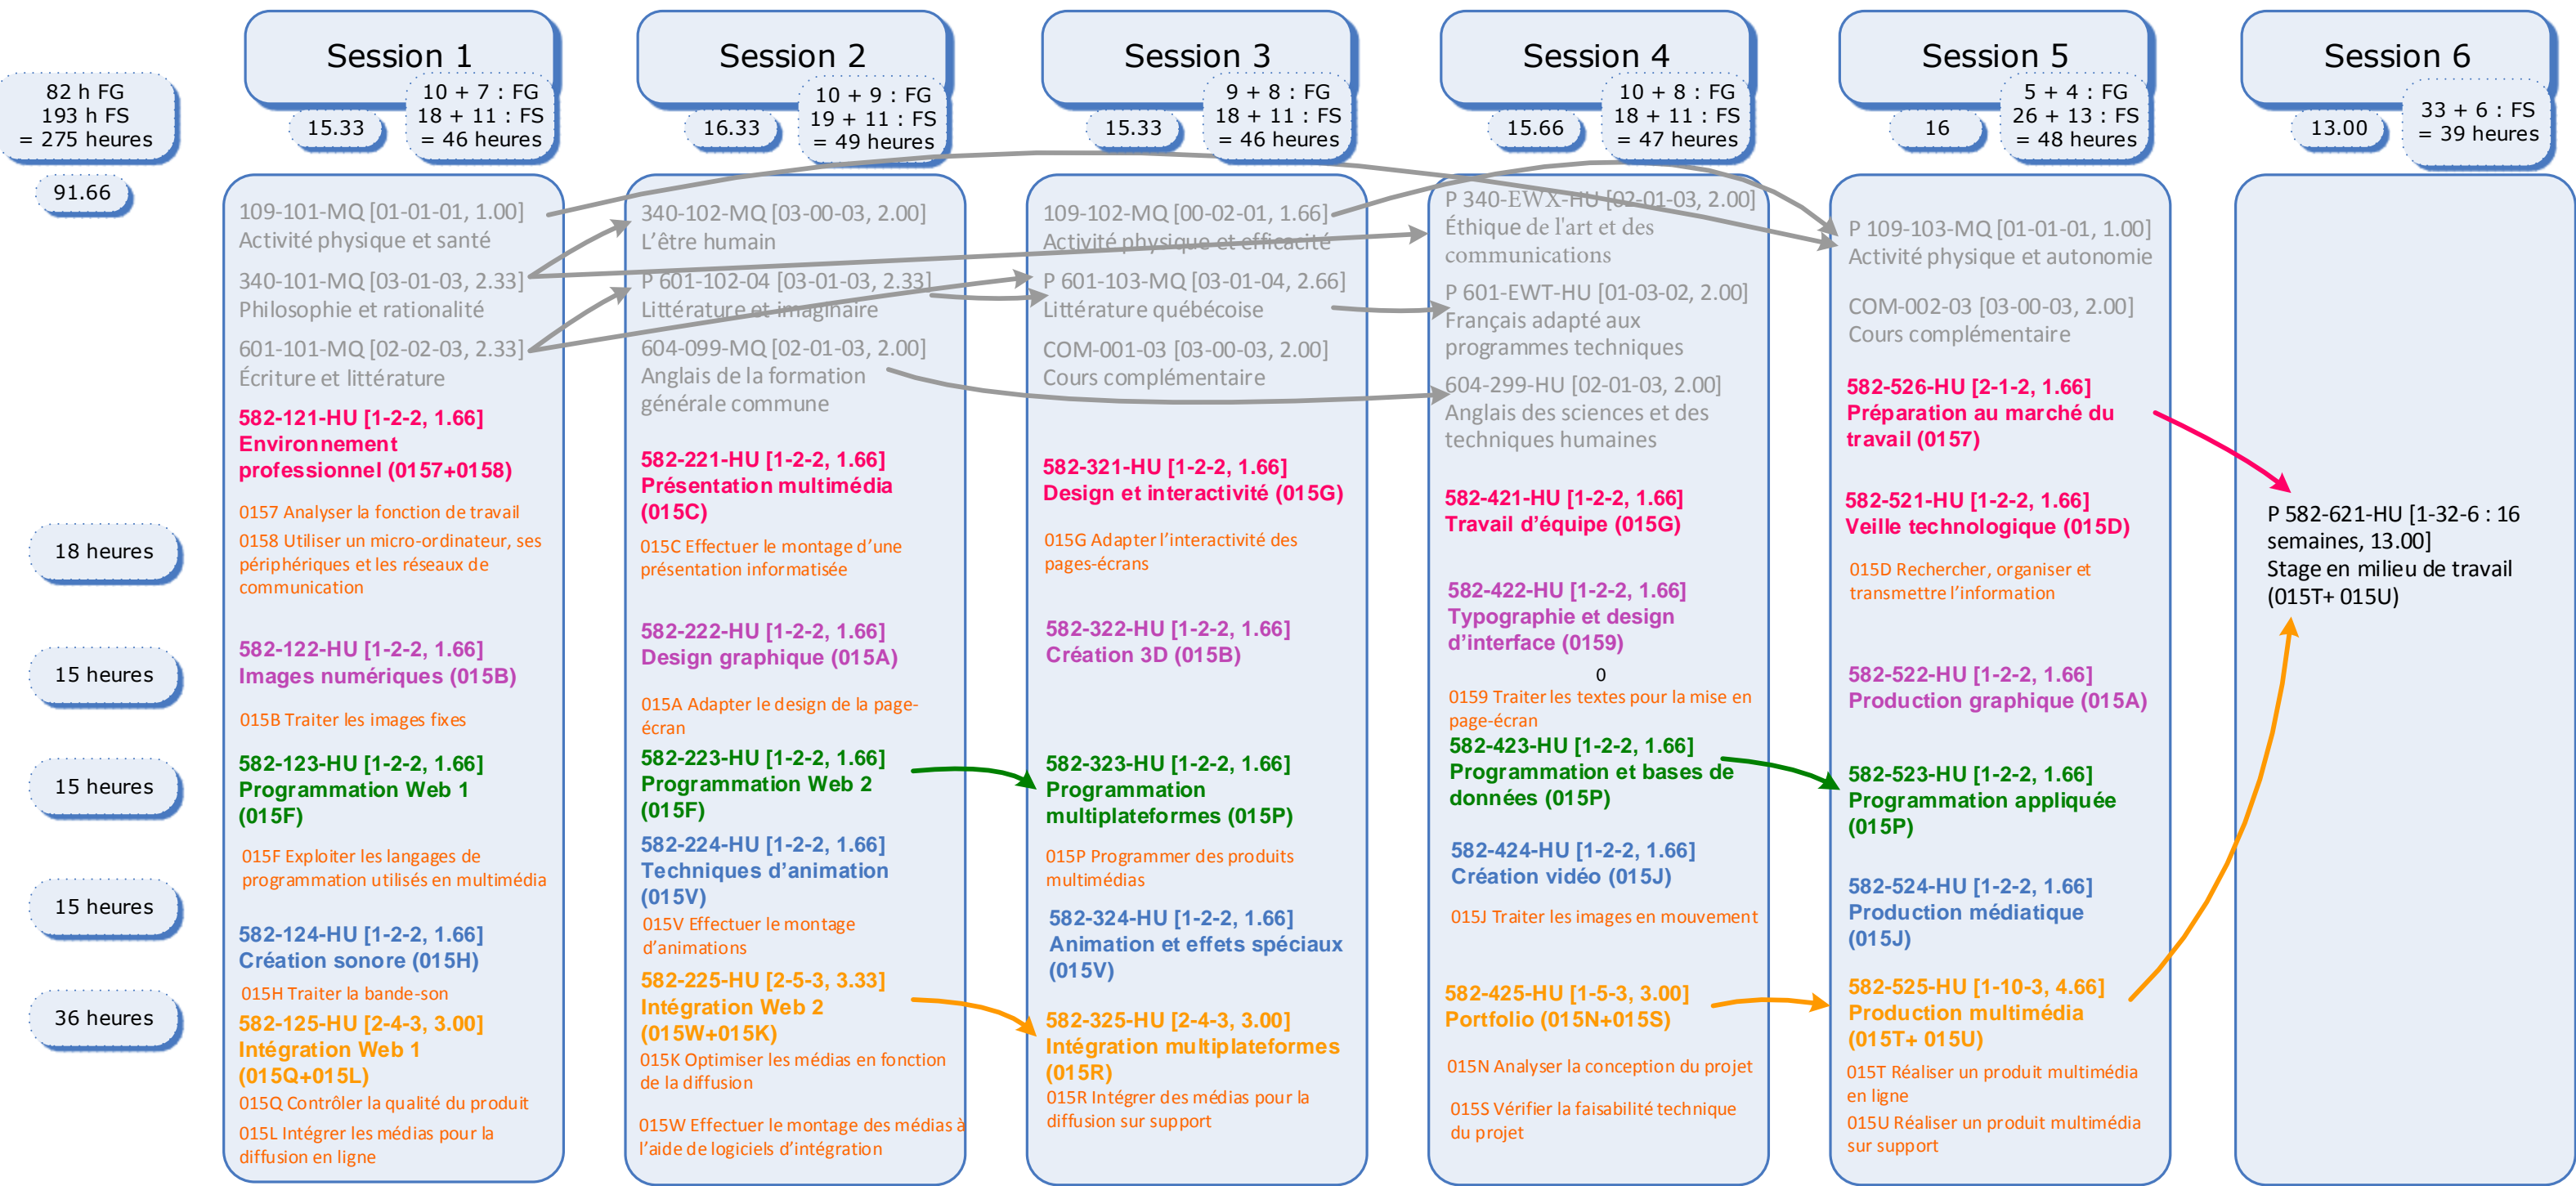 82 h FG
193 h FS
= 275 heures
91.66
18 heures
15 heures
15 heures
15 heures
36 heures
Session 1
10 + 7 : FG
18 + 11 : FS
= 46 heures
15.33
109-101-MQ [01-01-01, 1.00]
Activité physique et santé
340-101-MQ [03-01-03, 2.33]
Philosophie et rationalité
601-101-MQ [02-02-03, 2.33]
Écriture et littérature
582-121-HU [1-2-2, 1.66]
Environnement
professionnel (0157+0158)
0157 Analyser la fonction de travail
0158 Utiliser un micro-ordinateur, ses
périphériques et les réseaux de
communication
582-122-HU [1-2-2, 1.66]
Images numériques (015B)
015B Traiter les images fixes
582-123-HU [1-2-2, 1.66]
Programmation Web 1
(015F)
015F Exploiter les langages de
programmation utilisés en multimédia
582-124-HU [1-2-2, 1.66]
Création sonore (015H)
015H Traiter la bande-son
582-125-HU [2-4-3, 3.00]
Intégration Web 1
(015Q+015L)
015Q Contrôler la qualité du produit
015L Intégrer les médias pour la
diffusion en ligne
Session 2
10 + 9 : FG
19 + 11 : FS
= 49 heures
16.33
340-102-MQ [03-00-03, 2.00]
L'être humain
P 601-102-04 [03-01-03, 2.33]
Littérature et imaginaire
604-099-MQ [02-01-03, 2.00]
Anglais de la formation
générale commune
582-221-HU [1-2-2, 1.66]
Présentation multimédia
(015C)
015C Effectuer le montage d'une
présentation informatisée
582-222-HU [1-2-2, 1.66]
Design graphique (015A)
015A Adapter le design de la page-
écran
582-223-HU [1-2-2, 1.66]
Programmation Web 2
(015F)
582-224-HU [1-2-2, 1.66]
Techniques d'animation
(015V)
015V Effectuer le montage
d'animations
582-225-HU [2-5-3, 3.33]
Intégration Web 2
(015W+015K)
015K Optimiser les médias en fonction
de la diffusion
015W Effectuer le montage des médias à
l'aide de logiciels d'intégration
Session 3
9 + 8 : FG
18 + 11 : FS
= 46 heures
15.33
109-102-MQ [00-02-01, 1.66]
Activité physique et efficacité
P 601-103-MQ [03-01-04, 2.66]
Littérature québécoise
COM-001-03 [03-00-03, 2.00]
Cours complémentaire
582-321-HU [1-2-2, 1.66]
Design et interactivité (015G)
015G Adapter l'interactivité des
pages-écrans
582-322-HU [1-2-2, 1.66]
Création 3D (015B)
582-323-HU [1-2-2, 1.66]
Programmation
multiplateformes (015P)
015P Programmer des produits
multimédias
582-324-HU [1-2-2, 1.66]
Animation et effets spéciaux
(015V)
582-325-HU [2-4-3, 3.00]
Intégration multiplateformes
(015R)
015R Intégrer des médias pour la
diffusion sur support
Session 4
10 + 8 : FG
18 + 11 : FS
= 47 heures
15.66
P 340-EWX-HU [02-01-03, 2.00]
Éthique de l'art et des
communications
P 601-EWT-HU [01-03-02, 2.00]
Français adapté aux
programmes techniques
604-299-HU [02-01-03, 2.00]
Anglais des sciences et des
techniques humaines
582-421-HU [1-2-2, 1.66]
Travail d'équipe (015G)
582-422-HU [1-2-2, 1.66]
Typographie et design
d'interface (0159)
0
0159 Traiter les textes pour la mise en
page-écran
582-423-HU [1-2-2, 1.66]
Programmation et bases de
données (015P)
582-424-HU [1-2-2, 1.66]
Création vidéo (015J)
015J Traiter les images en mouvement
582-425-HU [1-5-3, 3.00]
Portfolio (015N+015S)
015N Analyser la conception du projet
015S Vérifier la faisabilité technique
du projet
Session 5
5 + 4 : FG
26 + 13 : FS
= 48 heures
16
P 109-103-MQ [01-01-01, 1.00]
Activité physique et autonomie
COM-002-03 [03-00-03, 2.00]
Cours complémentaire
582-526-HU [2-1-2, 1.66]
Préparation au marché du
travail (0157)
582-521-HU [1-2-2, 1.66]
Veille technologique (015D)
015D Rechercher, organiser et
transmettre l'information
582-522-HU [1-2-2, 1.66]
Production graphique (015A)
582-523-HU [1-2-2, 1.66]
Programmation appliquée
(015P)
582-524-HU [1-2-2, 1.66]
Production médiatique
(015J)
582-525-HU [1-10-3, 4.66]
Production multimédia
(015T+ 015U)
015T Réaliser un produit multimédia
en ligne
015U Réaliser un produit multimédia
sur support
Session 6
33 + 6 : FS
= 39 heures
13.00
P 582-621-HU [1-32-6 : 16
semaines, 13.00]
Stage en milieu de travail
(015T+ 015U)